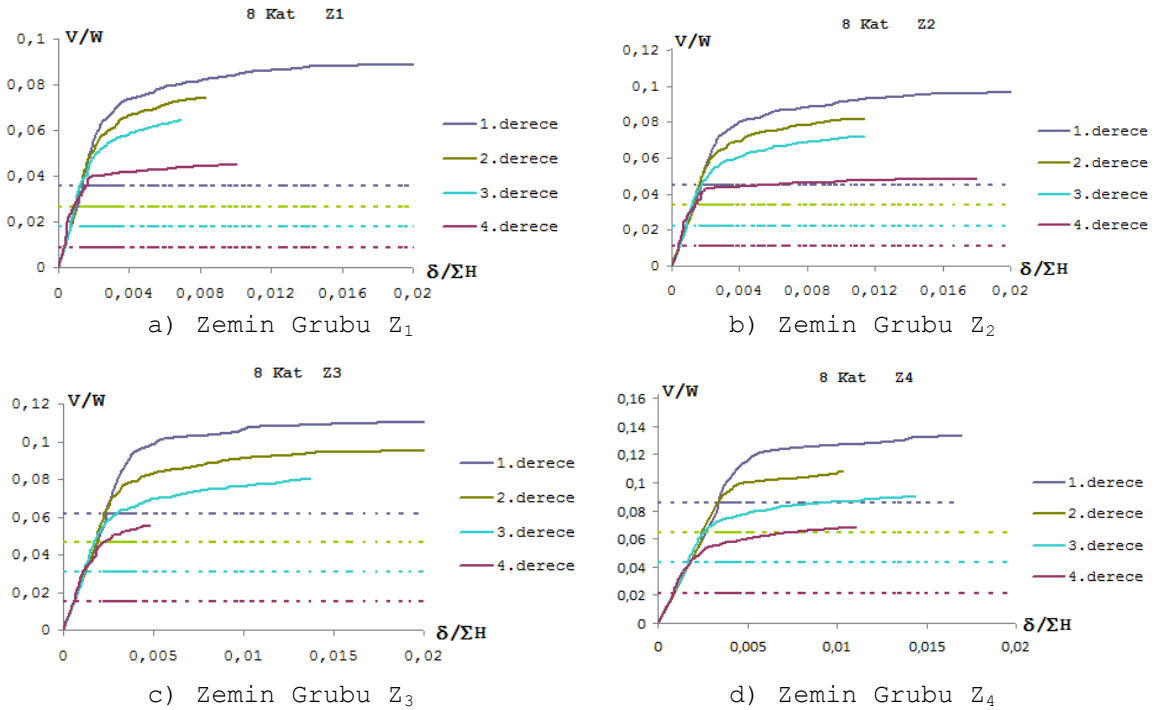 8 Kat Z1
V/W
0,1
0,08
0,06
0,04
0,02
0
0 0,004 0,008 0,012 0,016 0,02
δ/ΣH
1.derece
2.derece
3.derece
4.derece
a) Zemin Grubu Z1
8 Kat Z2
V/W
0,12
0,1
0,08
0,06
0,04
0,02
0
0 0,004 0,008 0,012 0,016 0,02
δ/ΣH
1.derece
2.derece
3.derece
4.derece
b) Zemin Grubu Z2
8 Kat Z3
V/W
0,12
0,1
0,08
0,06
0,04
0,02
0
0 0,005 0,01 0,015 0,02
δ/ΣH
1.derece
2.derece
3.derece
4.derece
c) Zemin Grubu Z3
8 Kat Z4
V/W
0,16
0,14
0,12
0,1
0,08
0,06
0,04
0,02
0
0 0,005 0,01 0,015 0,02
δ/ΣH
1.derece
2.derece
3.derece
4.derece
d) Zemin Grubu Z4